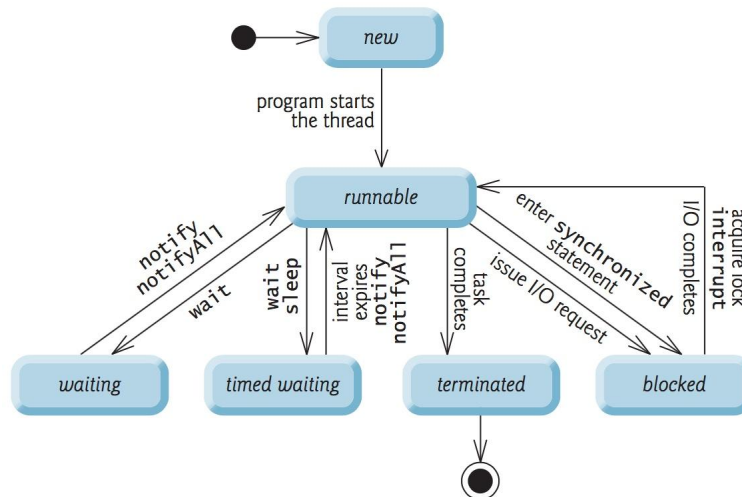 new
program starts
the thread
runnable
notify
notifyAll
wait
wait
sleep
interval
expires
notify
notifyAll
task
completes
enter synchronized
statement
issue I/O request
I/O completes
interrupt
acquire lock
waiting
timed waiting
terminated
blocked